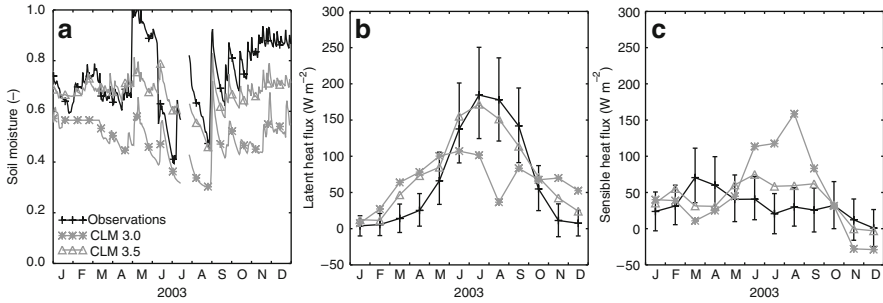 a
Soil moisture (–)
1.0
0.8
0.6
0.4
0.2
0.0
Observations
CLM 3.0
CLM 3.5
J F M A M J J A S O N D
2003
b
Latent heat flux (W m⁻²)
300
250
200
150
100
50
0
−50
J F M A M J J A S O N D
2003
c
Sensible heat flux (W m⁻²)
300
250
200
150
100
50
0
−50
J F M A M J J A S O N D
2003